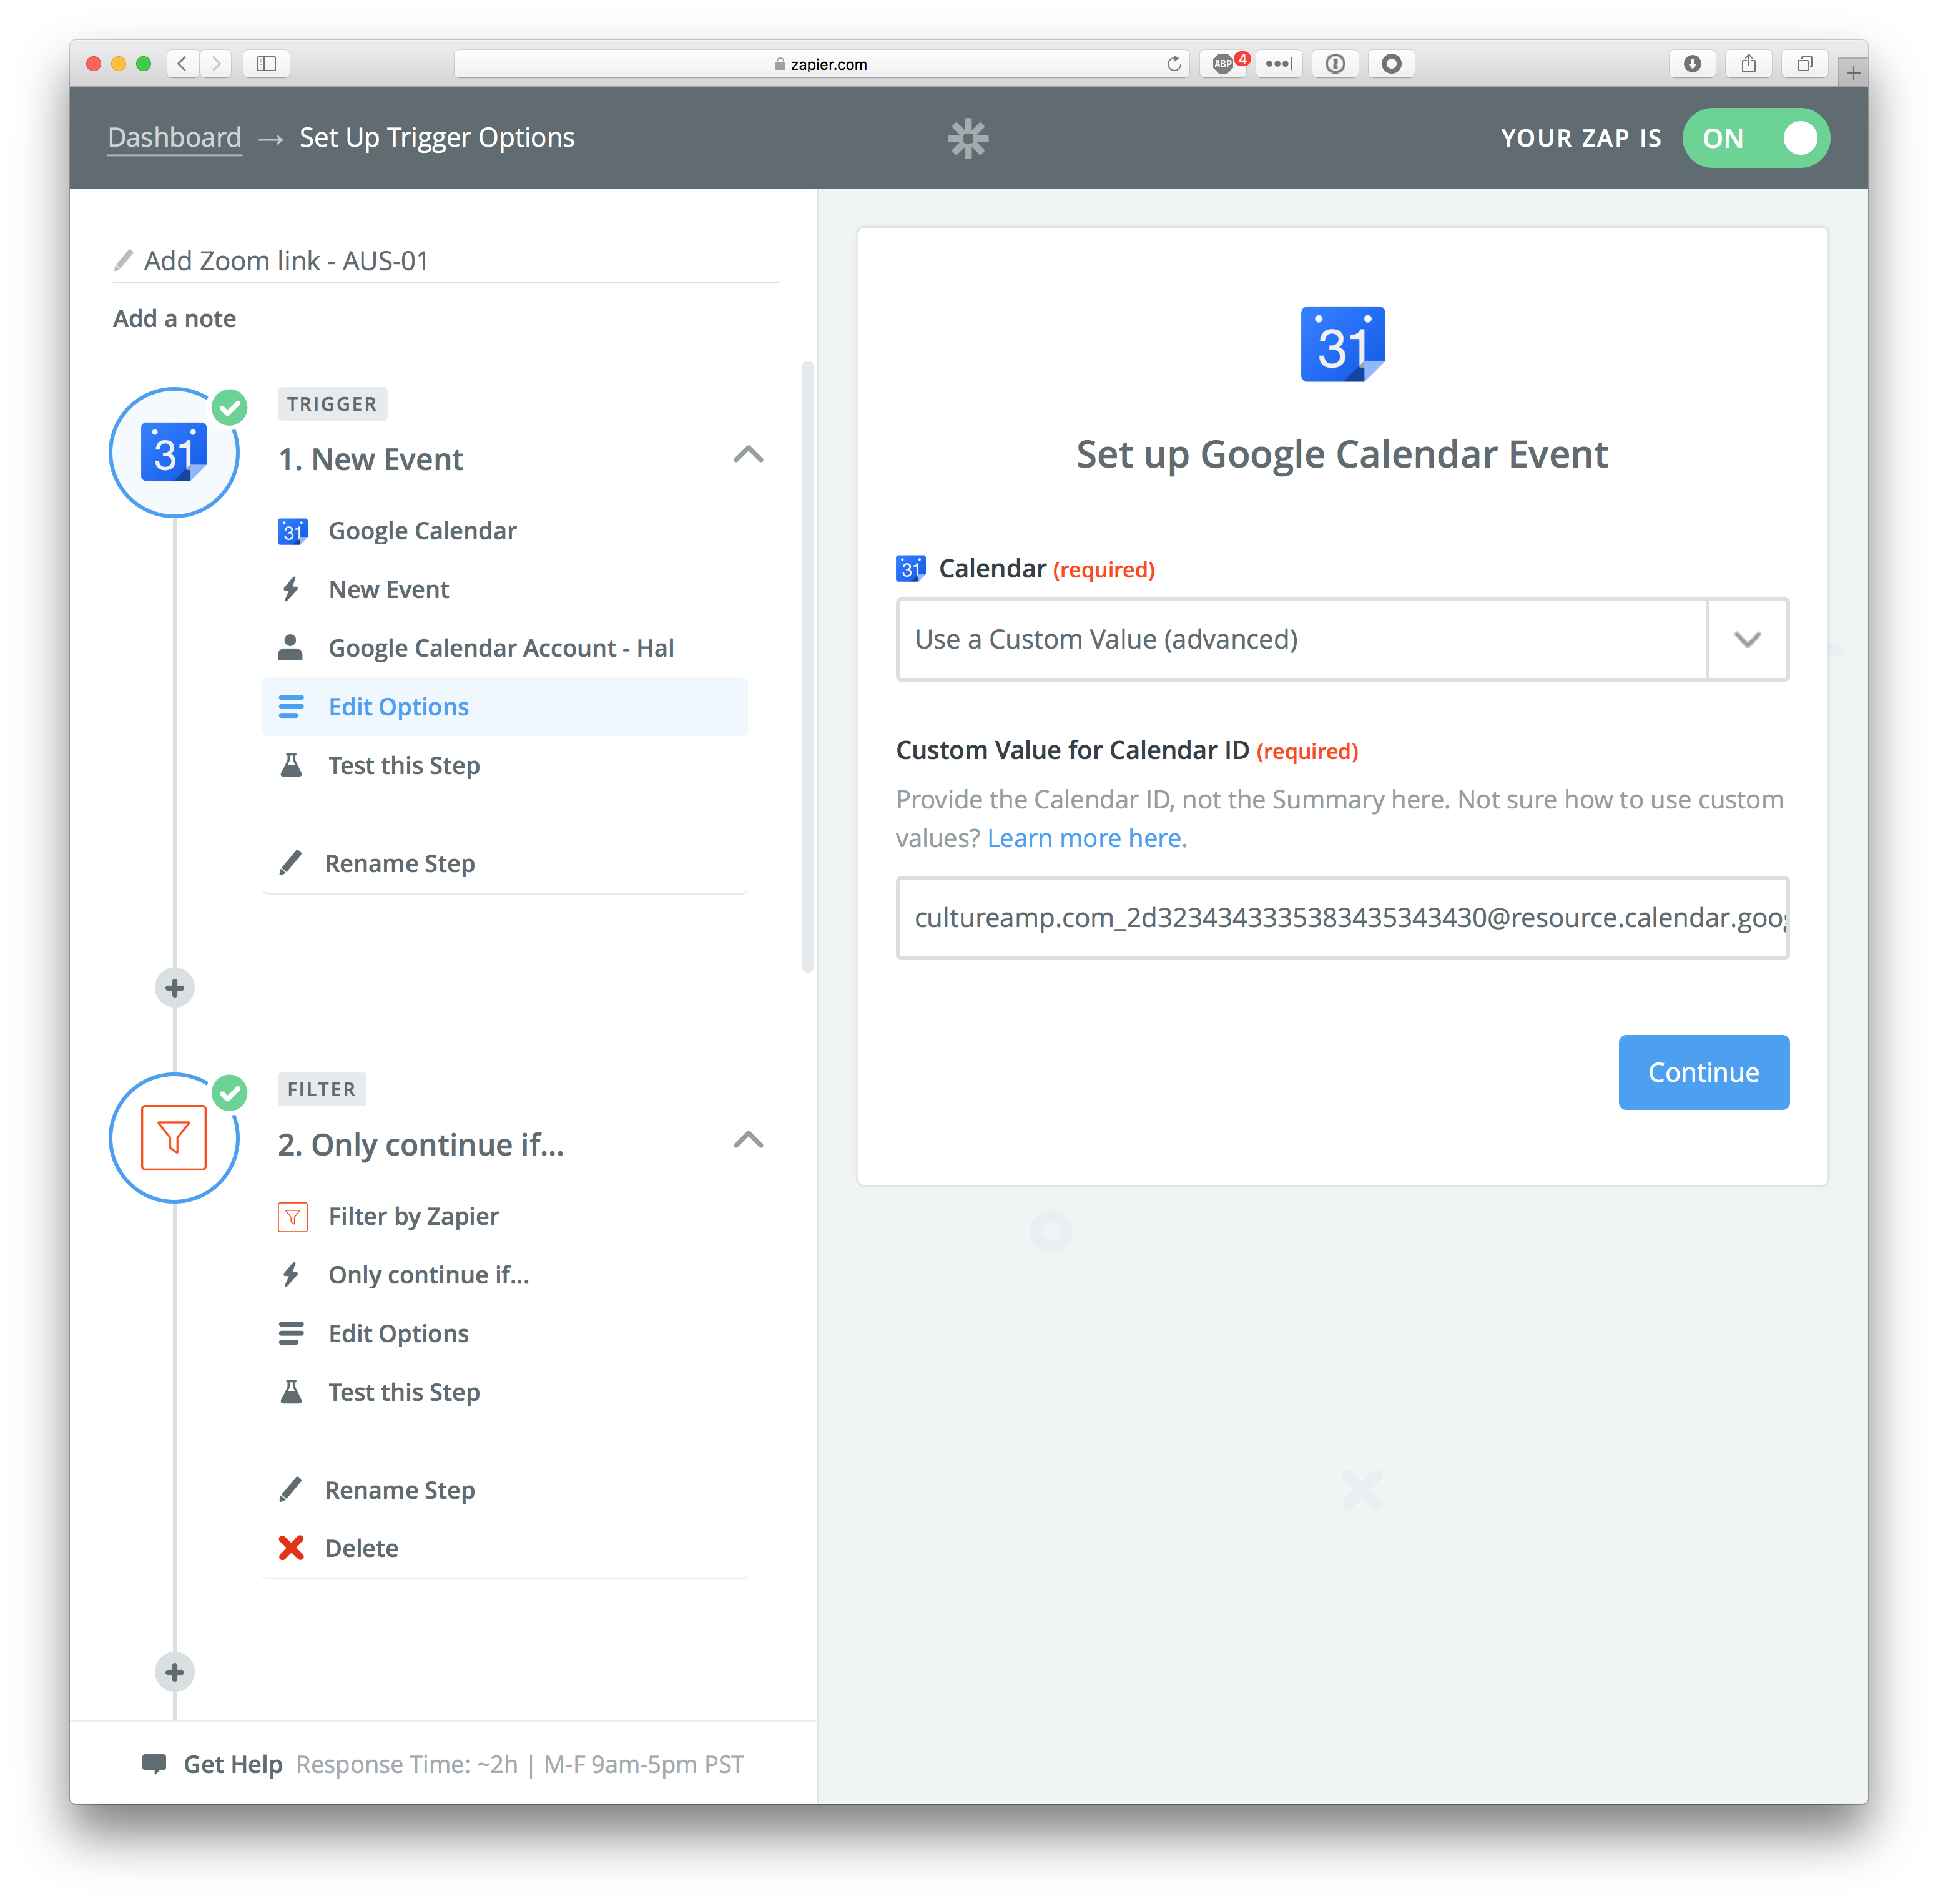 zapier.com
ABP 4
Dashboard → Set Up Trigger Options
YOUR ZAP IS ON
Add Zoom link - AUS-01
Add a note
31
TRIGGER
1. New Event
31 Google Calendar
New Event
Google Calendar Account - Hal
Edit Options
Test this Step
Rename Step
FILTER
2. Only continue if...
Filter by Zapier
Only continue if...
Edit Options
Test this Step
Rename Step
Delete
Get Help Response Time: ~2h | M-F 9am-5pm PST
31
Set up Google Calendar Event
31 Calendar (required)
Use a Custom Value (advanced)
Custom Value for Calendar ID (required)
Provide the Calendar ID, not the Summary here. Not sure how to use custom
values? Learn more here.
cultureamp.com_2d32343433353834353434​30@resource.calendar.goog
Continue